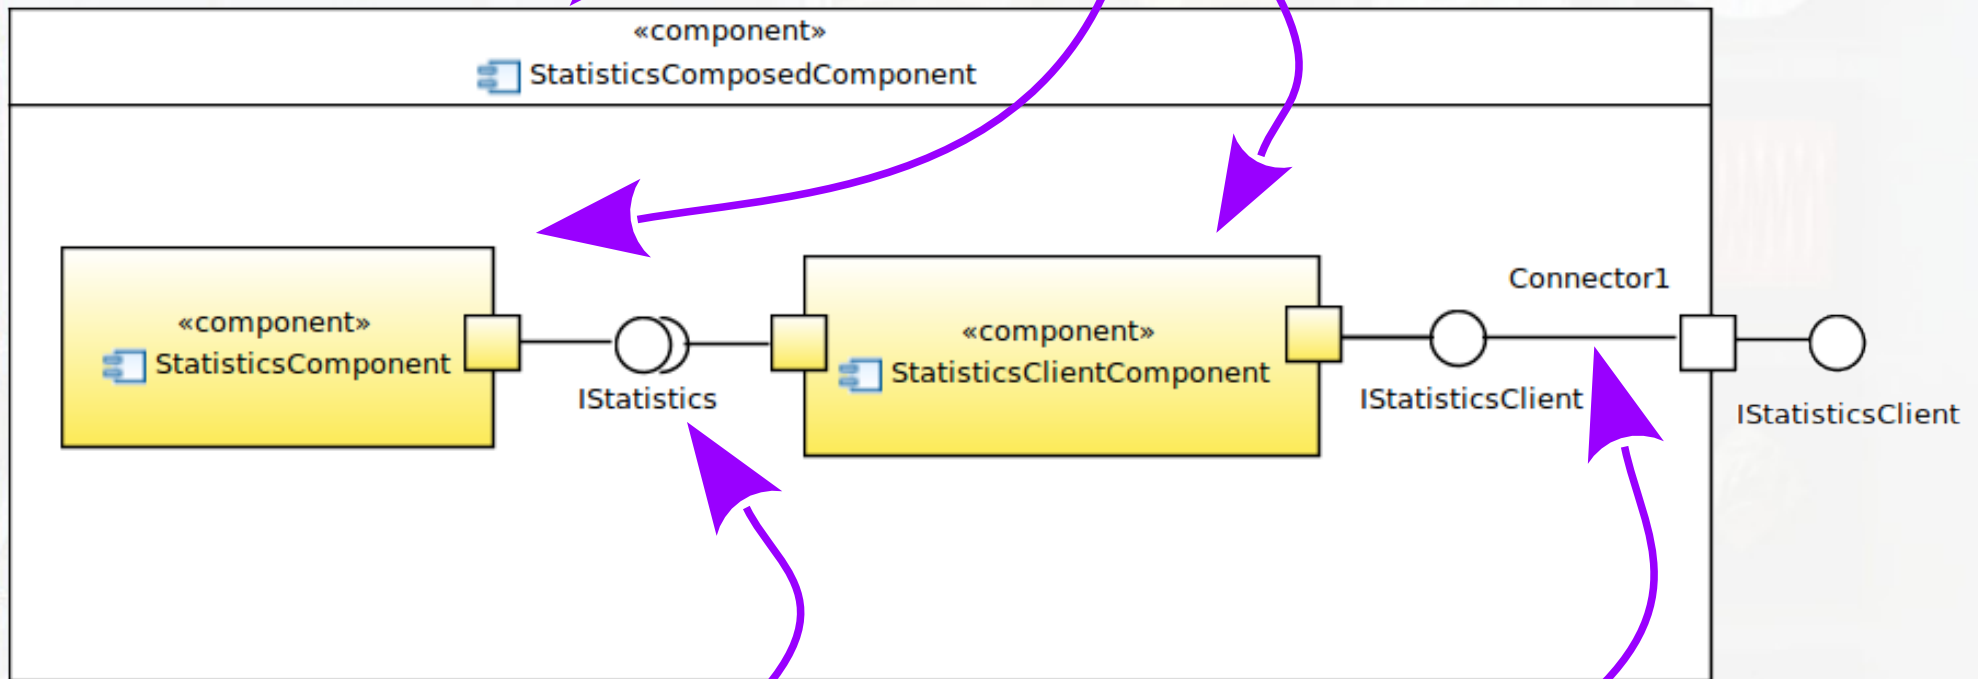 «component»
StatisticsComposedComponent
Connector1
«component»
StatisticsComponent
IStatistics
«component»
StatisticsClientComponent
IStatisticsClient
IStatisticsClient